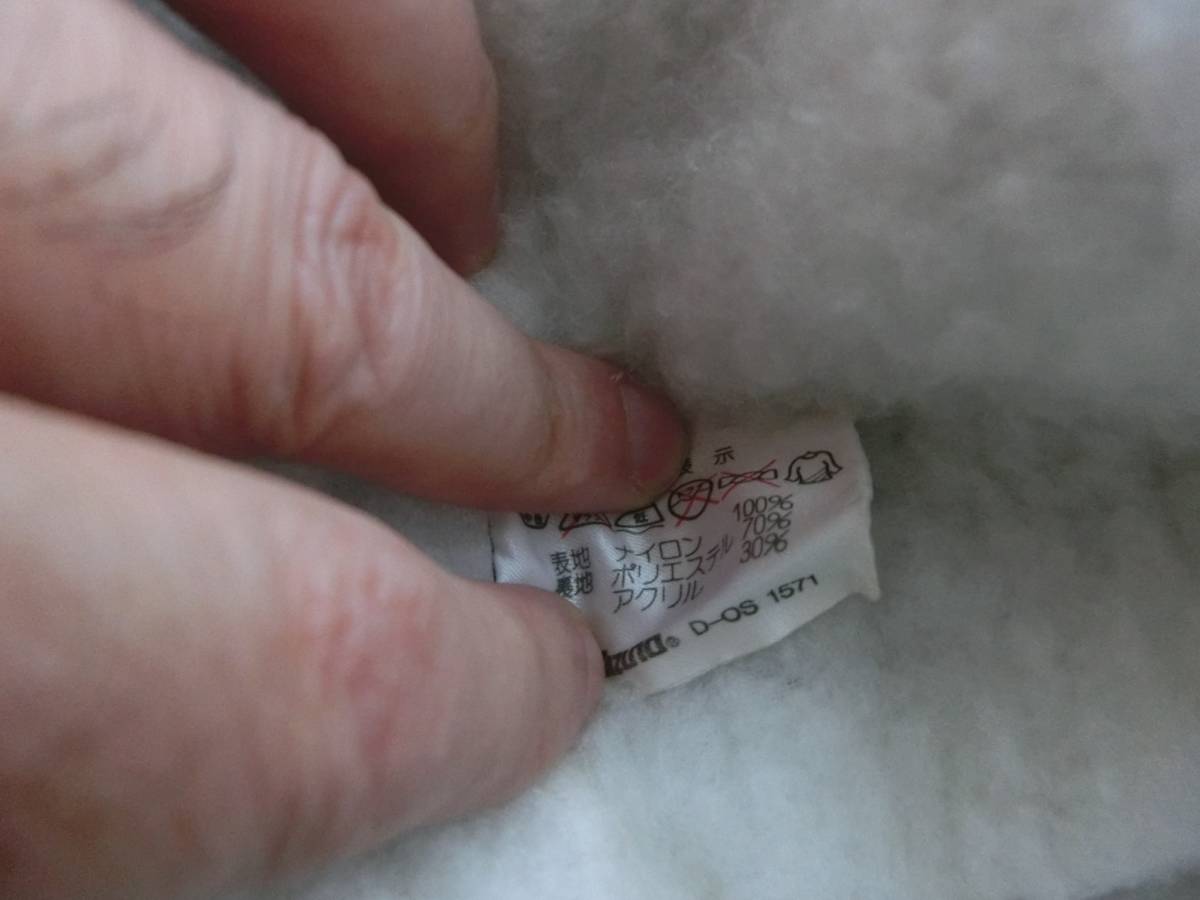 示
表地 ナイロン 100%
裏地 ポリエステル 70%
アクリル 30%
D-OS 1571